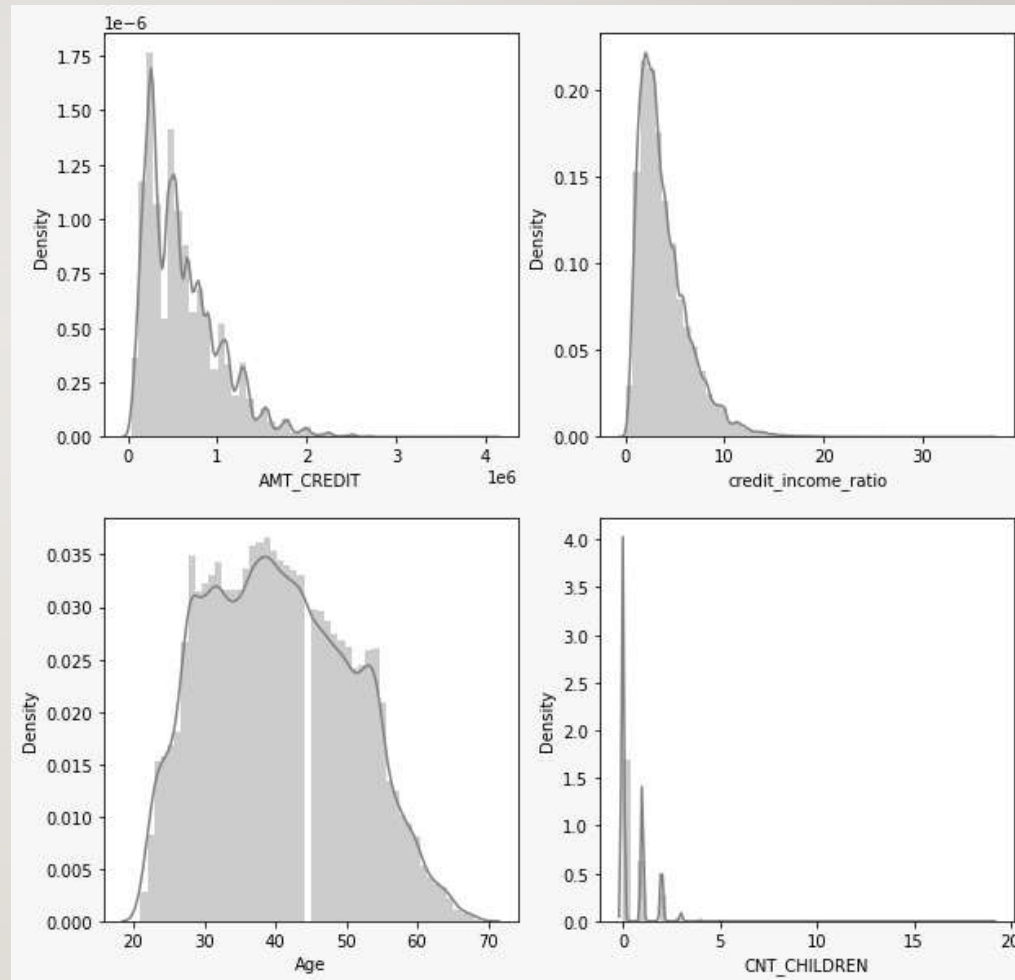 1e−6
1.75
1.50
1.25
1.00
0.75
0.50
0.25
0.00
Density
0 1 2 3 4
AMT_CREDIT
1e6
0.20
0.15
0.10
0.05
0.00
Density
0 10 20 30
credit_income_ratio
0.035
0.030
0.025
0.020
0.015
0.010
0.005
0.000
Density
20 30 40 50 60 70
Age
4.0
3.5
3.0
2.5
2.0
1.5
1.0
0.5
0.0
Density
0 5 10 15 20
CNT_CHILDREN